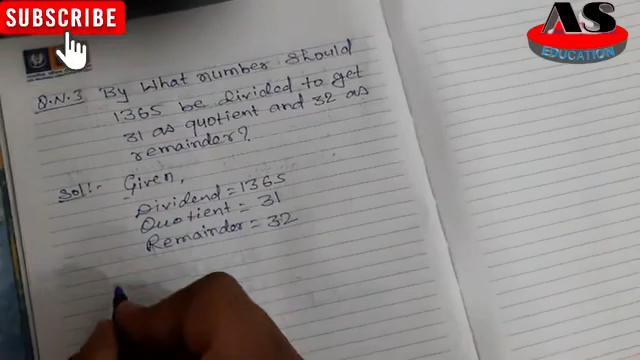 SUBSCRIBE
AS
EDUCATION
Q.N.3 By What number should
1365 be divided to get
31 as quotient and 32 as
remainder?
Sol:- Given,
Dividend = 1365
Quotient = 31
Remainder = 32